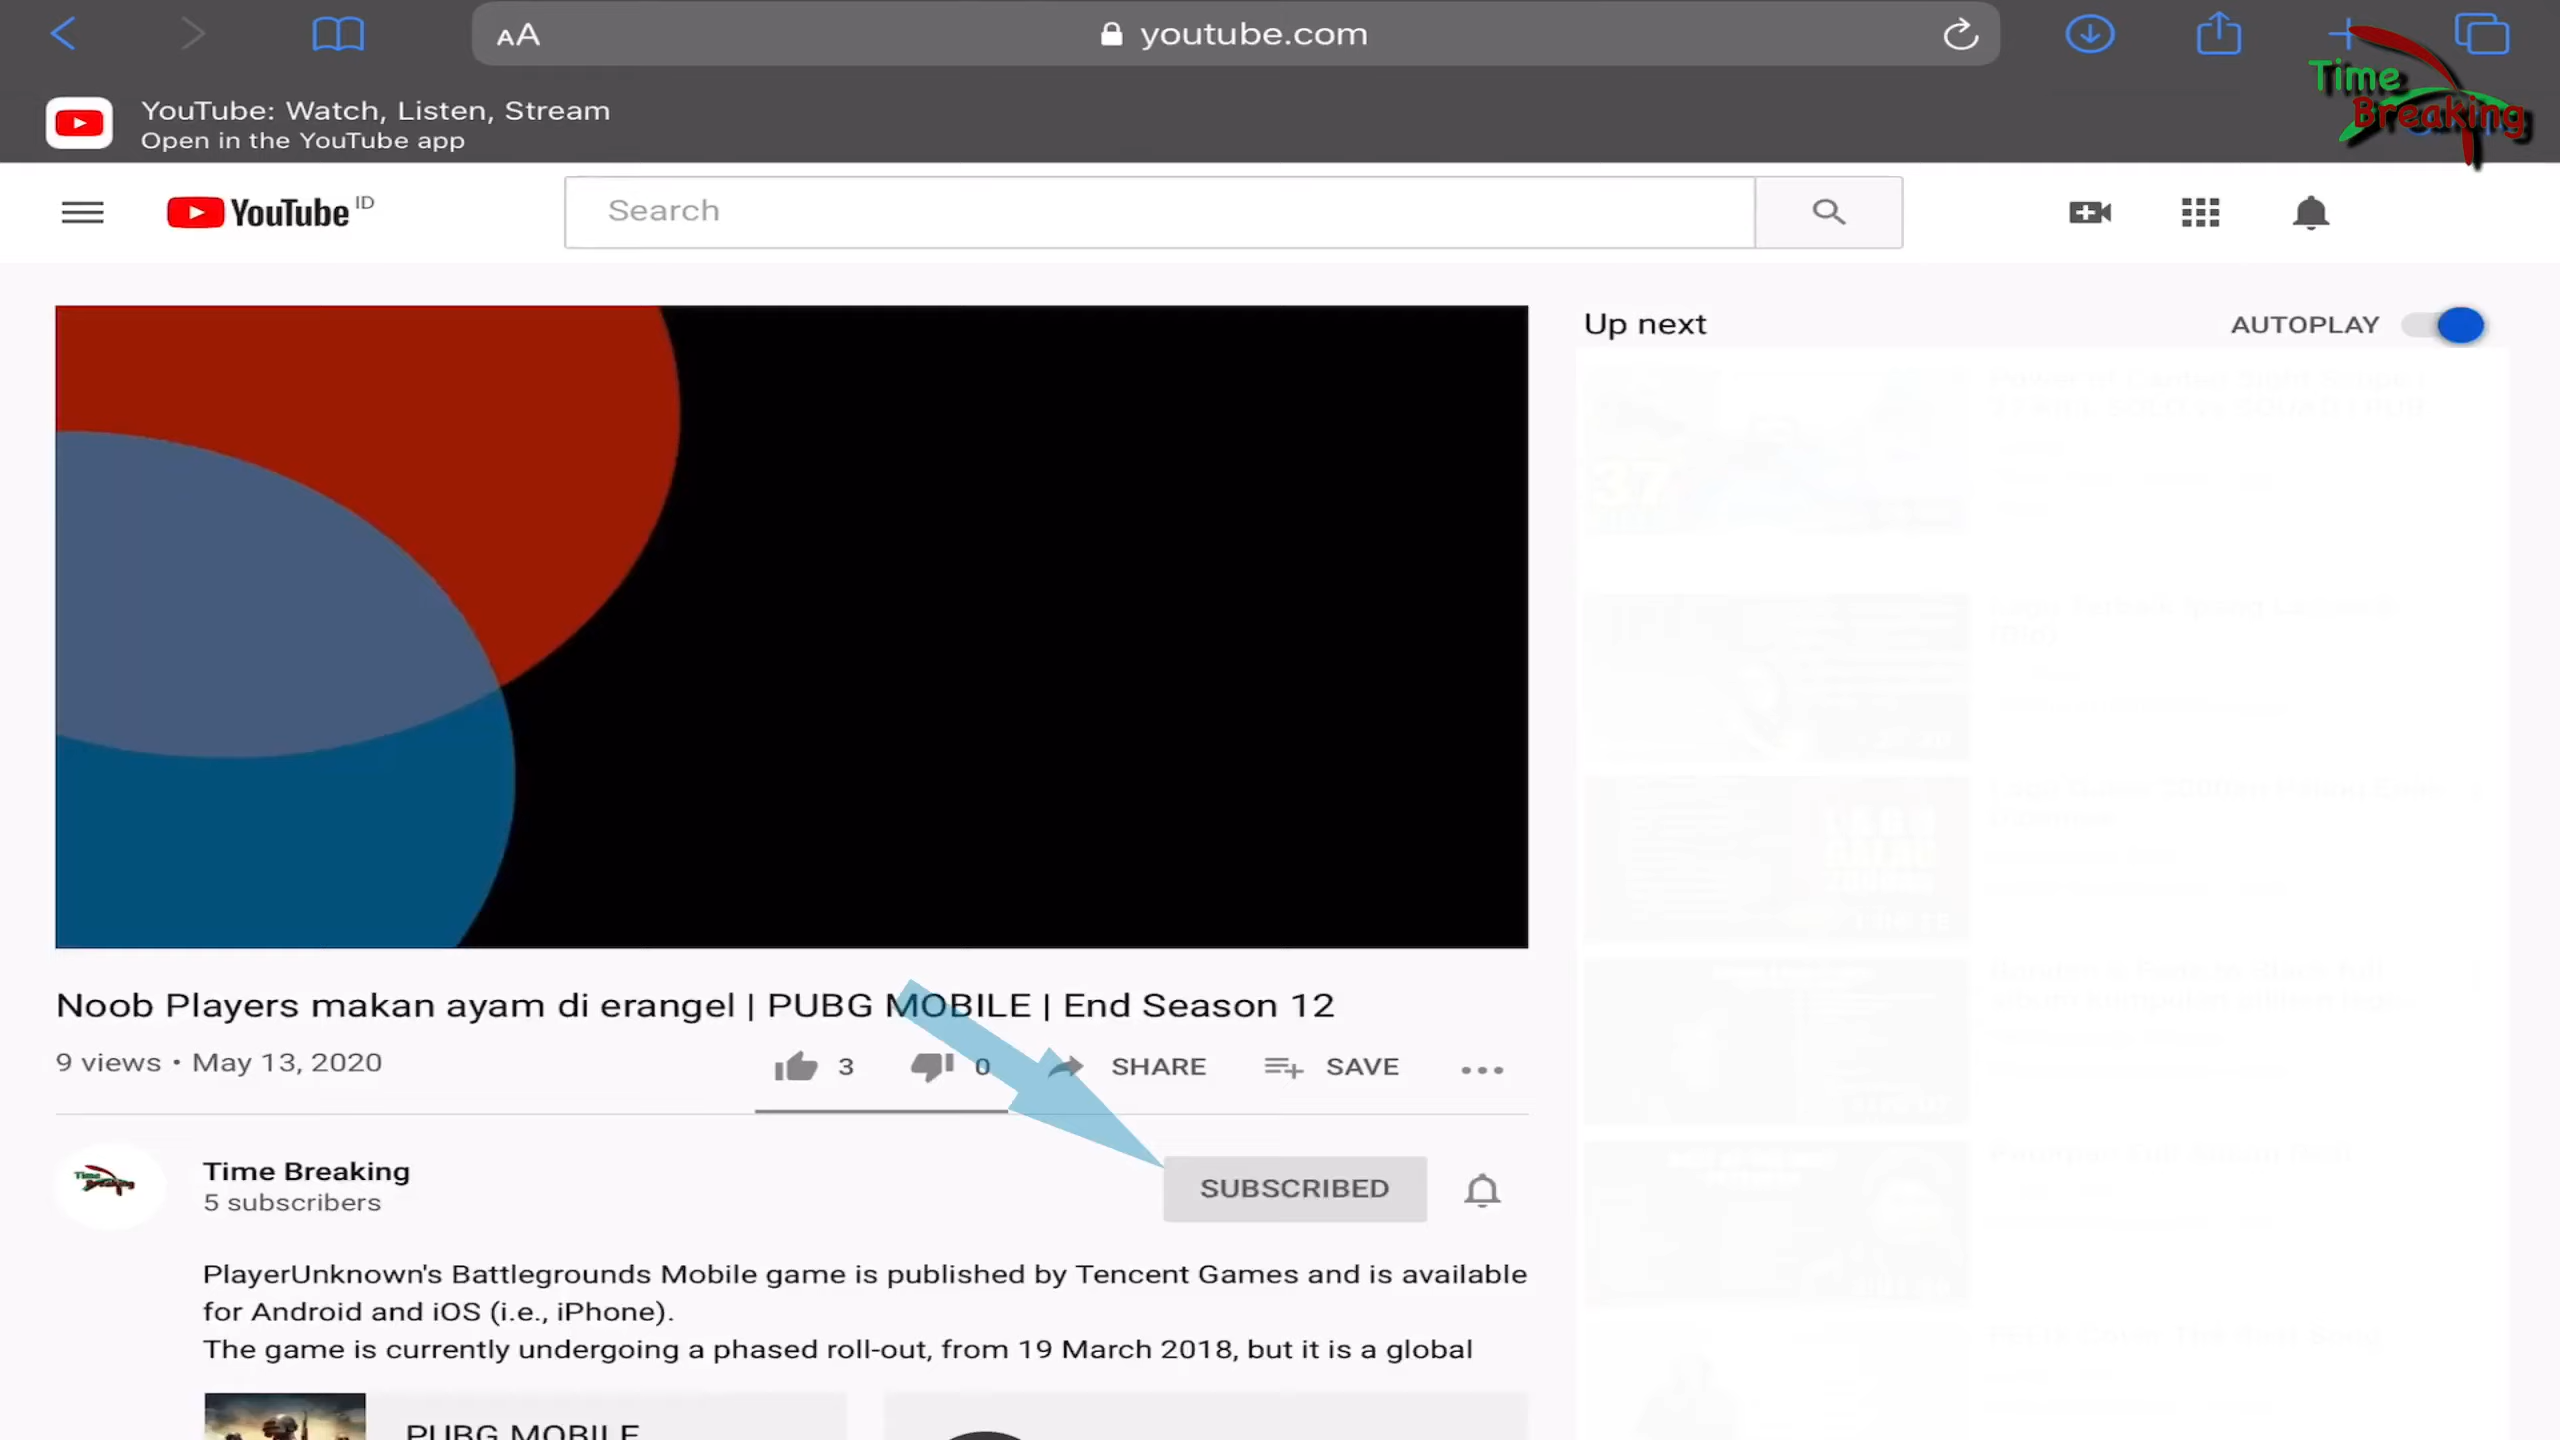 AA youtube.com
Time
Breaking
YouTube: Watch, Listen, Stream
Open in the YouTube app
YouTube ID
Search
Up next
AUTOPLAY
37
Noob Players makan ayam di erangel | PUBG MOBILE | End Season 12
9 views • May 13, 2020
3 0 SHARE SAVE
Time Breaking
5 subscribers
SUBSCRIBED
PlayerUnknown's Battlegrounds Mobile game is published by Tencent Games and is available
for Android and iOS (i.e., iPhone).
The game is currently undergoing a phased roll-out, from 19 March 2018, but it is a global
PUBG MOBILE